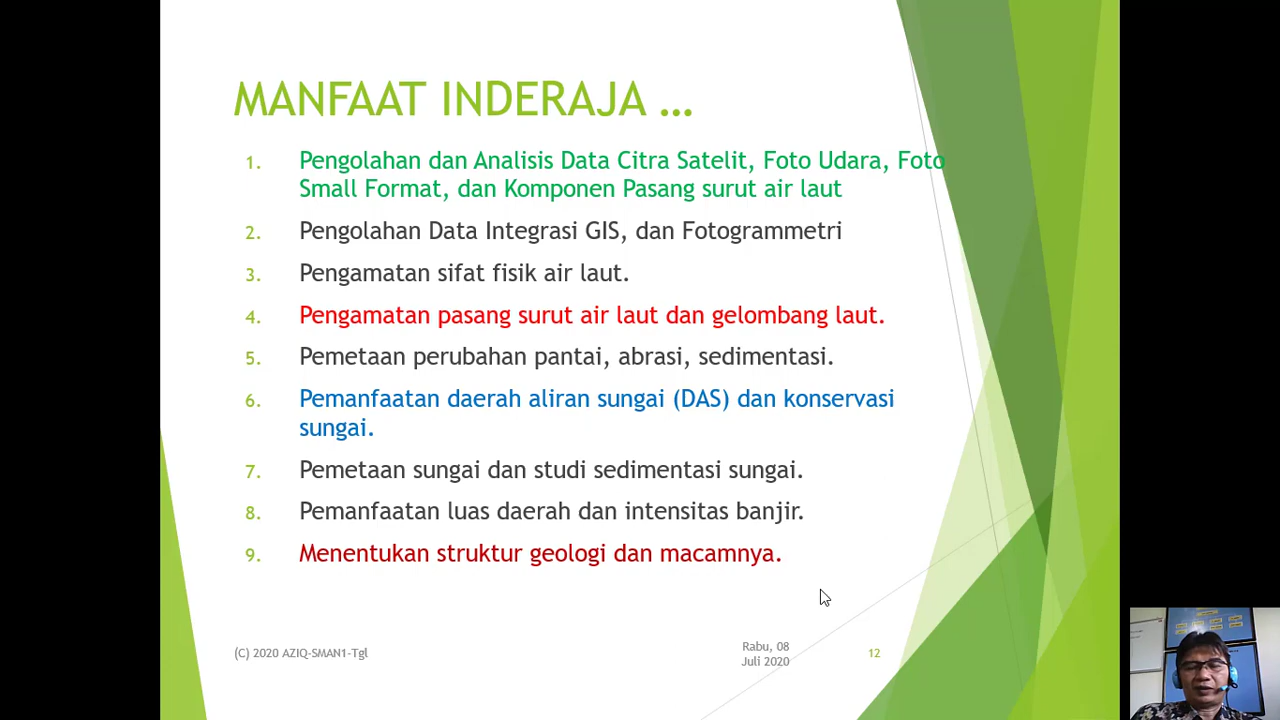 MANFAAT INDERAJA ...
1. Pengolahan dan Analisis Data Citra Satelit, Foto Udara, Foto
Small Format, dan Komponen Pasang surut air laut
2. Pengolahan Data Integrasi GIS, dan Fotogrammetri
3. Pengamatan sifat fisik air laut.
4. Pengamatan pasang surut air laut dan gelombang laut.
5. Pemetaan perubahan pantai, abrasi, sedimentasi.
6. Pemanfaatan daerah aliran sungai (DAS) dan konservasi
sungai.
7. Pemetaan sungai dan studi sedimentasi sungai.
8. Pemanfaatan luas daerah dan intensitas banjir.
9. Menentukan struktur geologi dan macamnya.
(C) 2020 AZIQ-SMAN1-Tgl
Rabu, 08
Juli 2020
12